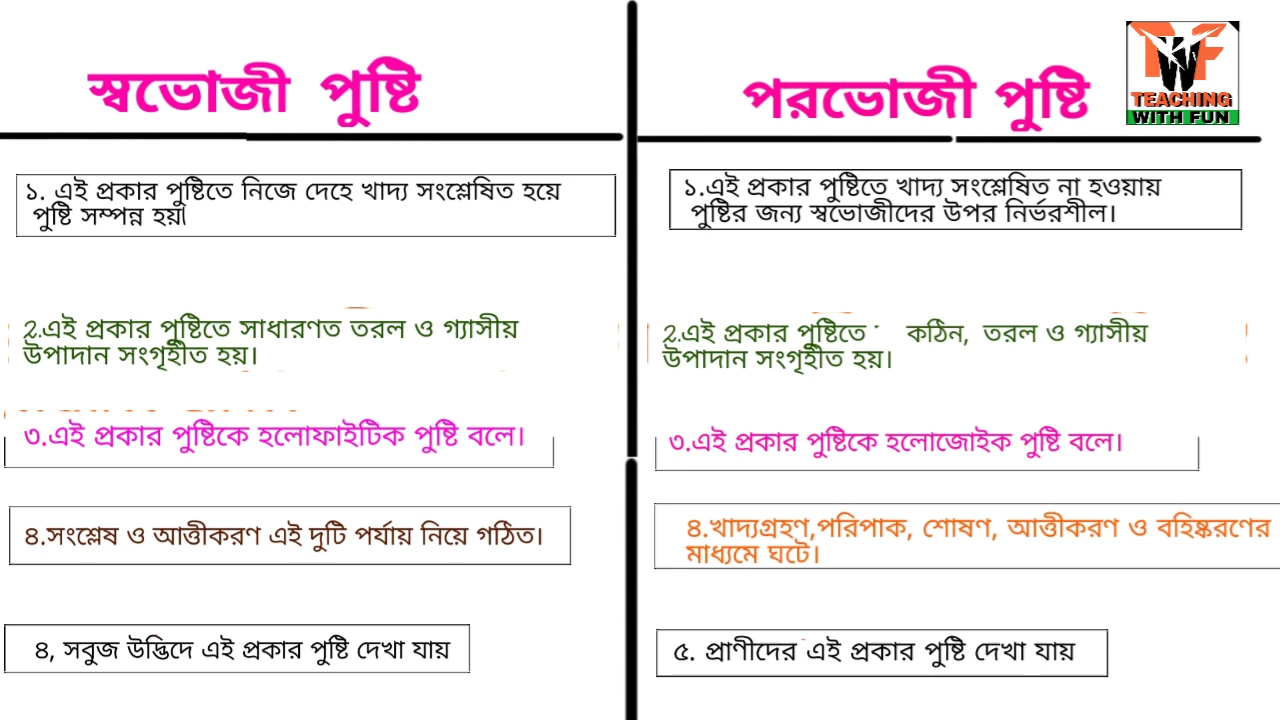 স্বভোজী পুষ্টি
১. এই প্রকার পুষ্টিতে নিজে দেহে খাদ্য সংশ্লেষিত হয়ে
পুষ্টি সম্পন্ন হয়৷
2.এই প্রকার পুষ্টিতে সাধারণত তরল ও গ্যাসীয়
উপাদান সংগৃহীত হয়।
৩.এই প্রকার পুষ্টিকে হলোফাইটিক পুষ্টি বলে।
৪.সংশ্লেষ ও আত্তীকরণ এই দুটি পর্যায় নিয়ে গঠিত।
৪, সবুজ উদ্ভিদে এই প্রকার পুষ্টি দেখা যায়
পরভোজী পুষ্টি
TWF
TEACHING
WITH FUN
১.এই প্রকার পুষ্টিতে খাদ্য সংশ্লেষিত না হওয়ায়
পুষ্টির জন্য স্বভোজীদের উপর নির্ভরশীল।
2.এই প্রকার পুষ্টিতে কঠিন, তরল ও গ্যাসীয়
উপাদান সংগৃহীত হয়।
৩.এই প্রকার পুষ্টিকে হলোজোইক পুষ্টি বলে।
৪.খাদ্যগ্রহণ,পরিপাক, শোষণ, আত্তীকরণ ও বহিষ্করণের
মাধ্যমে ঘটে।
৫. প্রাণীদের এই প্রকার পুষ্টি দেখা যায়